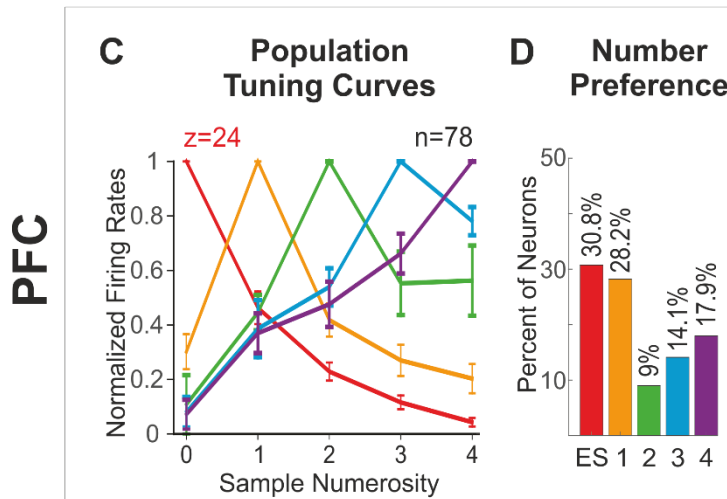 PFC
C
Population
Tuning Curves
z=24
n=78
Normalized Firing Rates
1
0.8
0.6
0.4
0.2
0
0 1 2 3 4
Sample Numerosity
D
Number
Preference
Percent of Neurons
50
30
10
30.8%
28.2%
9%
14.1%
17.9%
ES 1 2 3 4